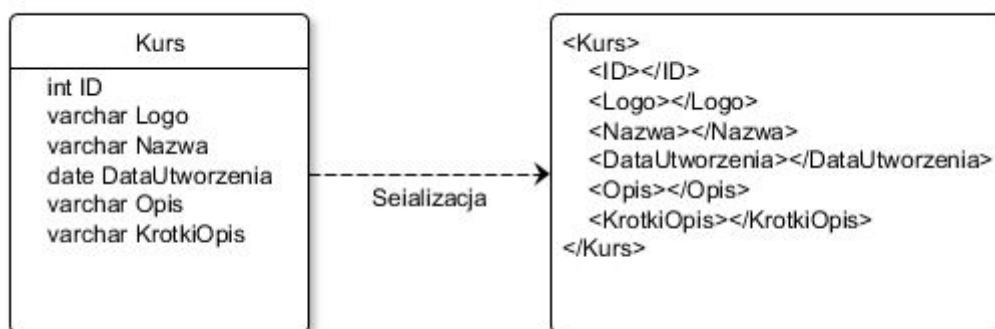 Kurs
int ID
varchar Logo
varchar Nazwa
date DataUtworzenia
varchar Opis
varchar KrotkiOpis
Seializacja
<Kurs>
<ID></ID>
<Logo></Logo>
<Nazwa></Nazwa>
<DataUtworzenia></DataUtworzenia>
<Opis></Opis>
<KrotkiOpis></KrotkiOpis>
</Kurs>